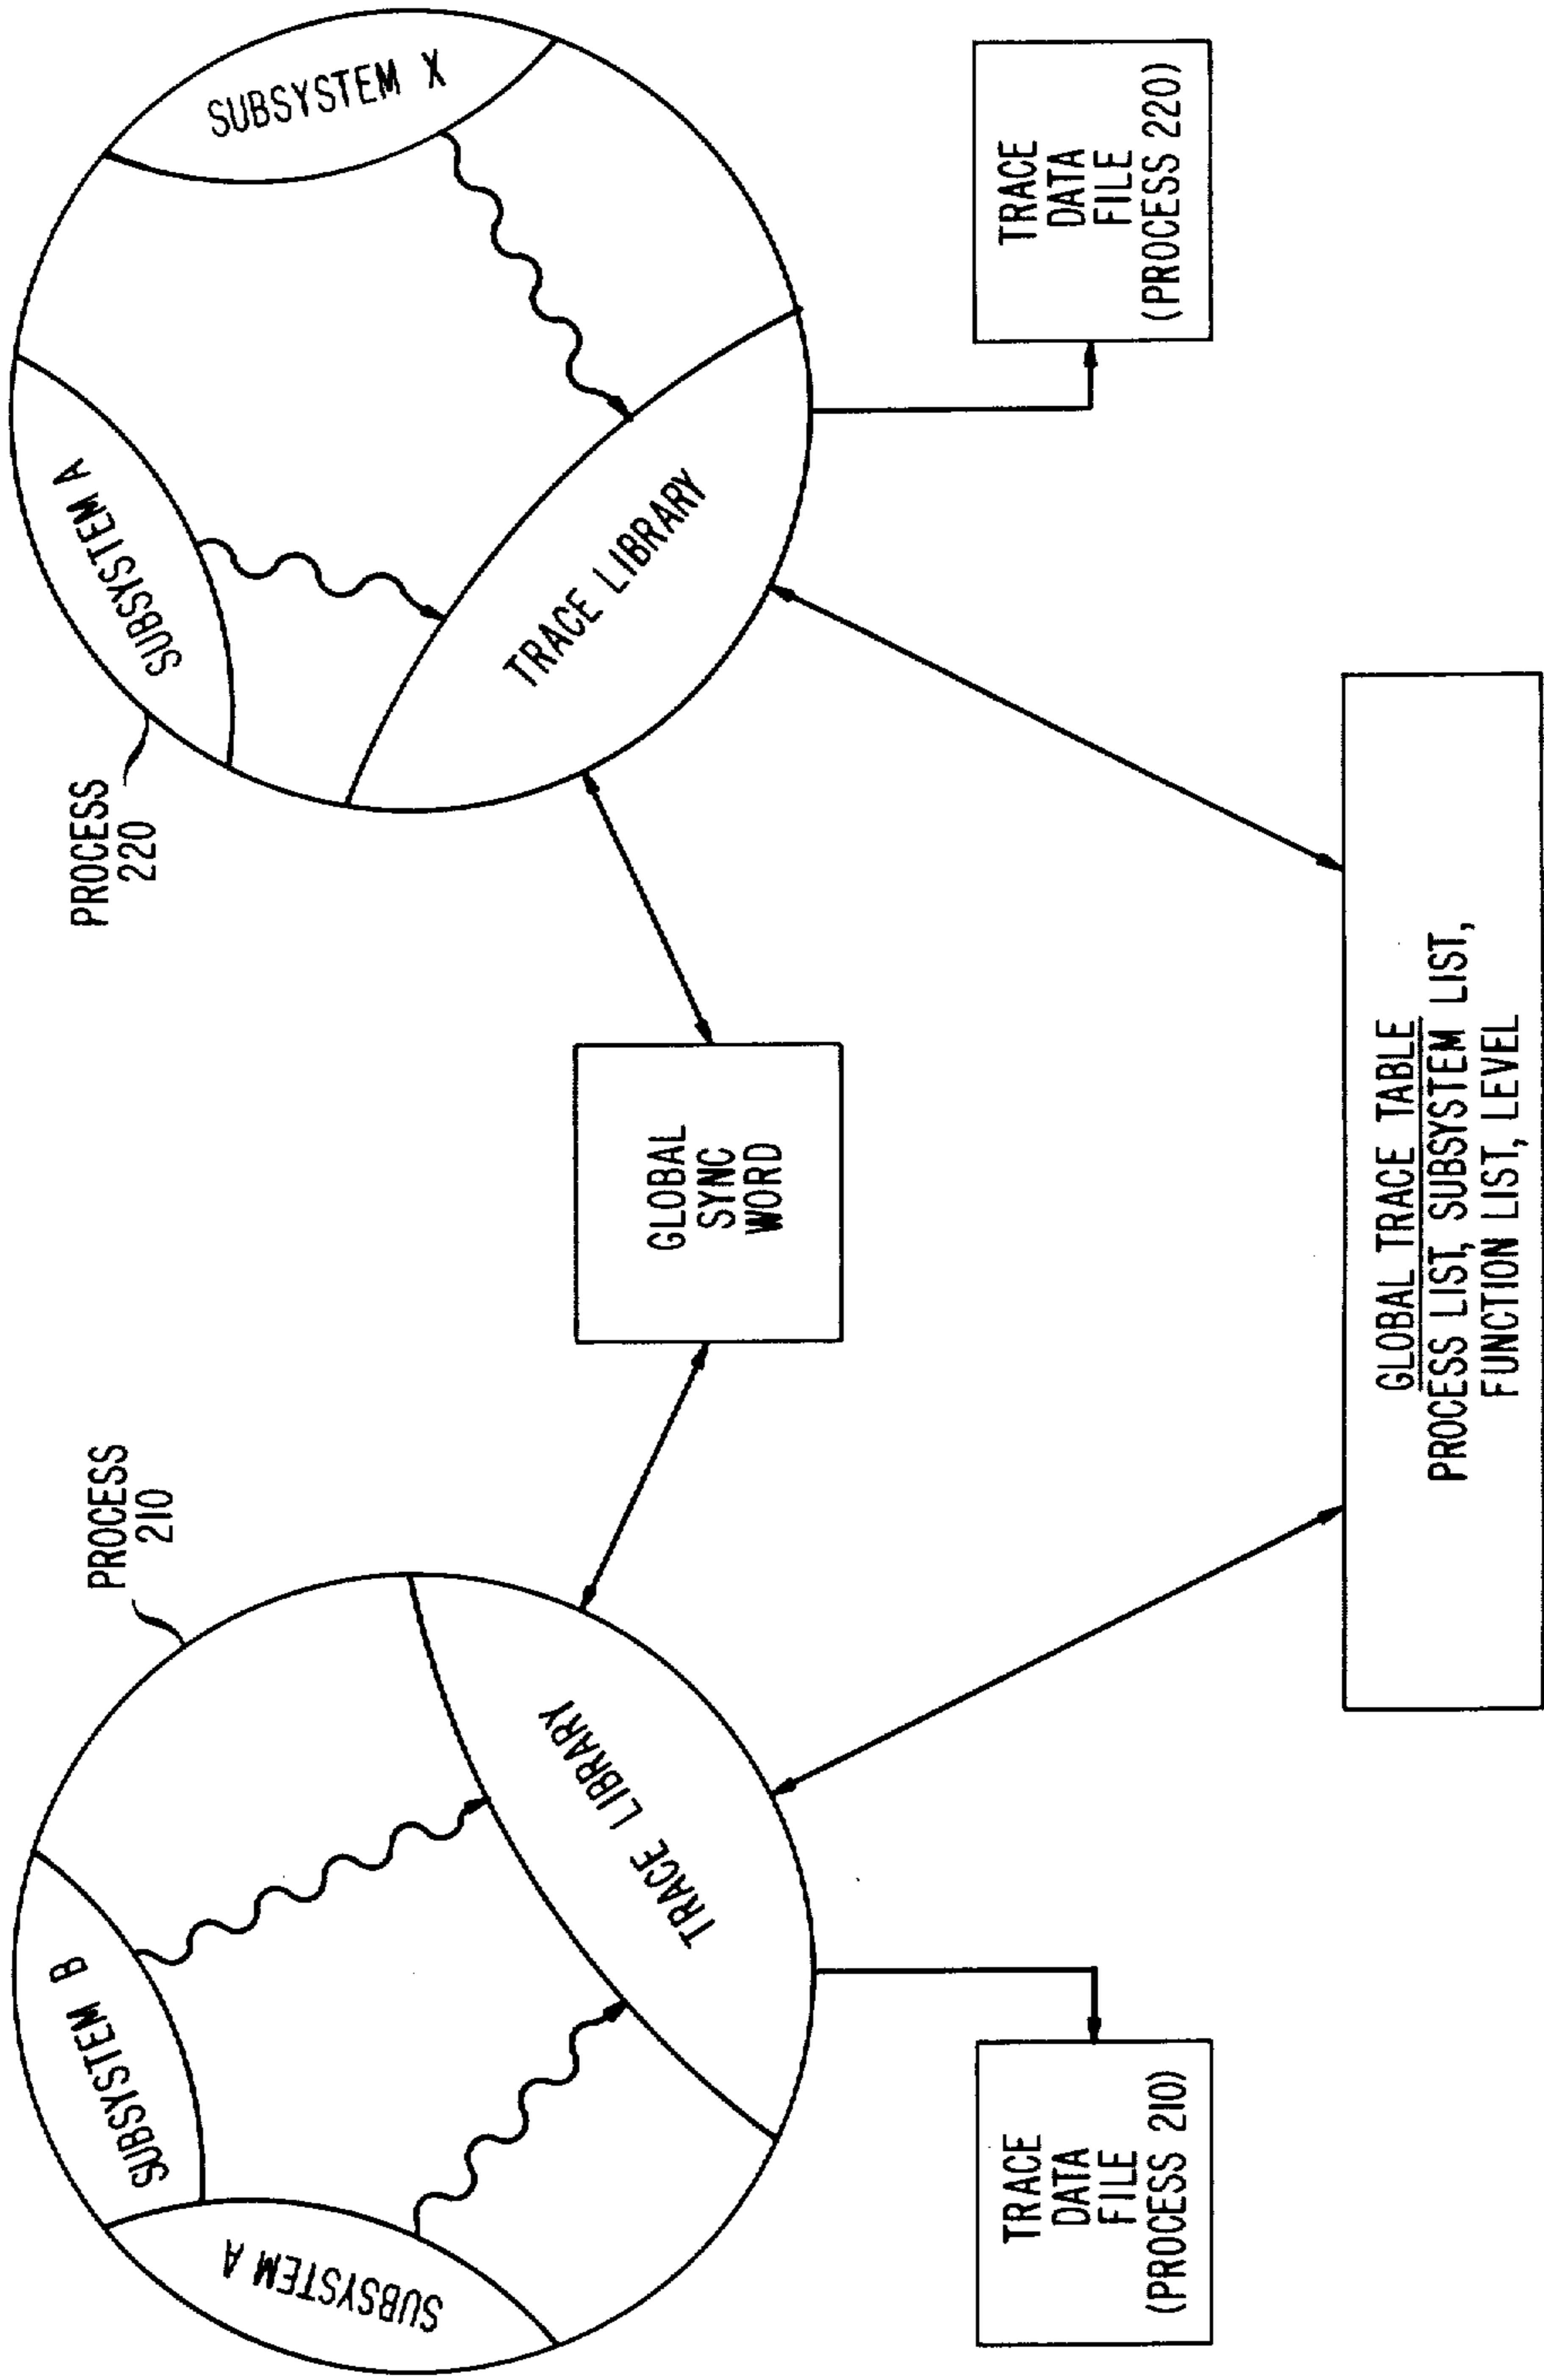 PROCESS
210
SUBSYSTEM A
SUBSYSTEM B
TRACE LIBRARY
PROCESS
220
SUBSYSTEM A
SUBSYSTEM X
TRACE LIBRARY
GLOBAL
SYNC
WORD
TRACE
DATA
FILE
(PROCESS 210)
TRACE
DATA
FILE
(PROCESS 220)
GLOBAL TRACE TABLE
PROCESS LIST, SUBSYSTEM LIST,
FUNCTION LIST, LEVEL